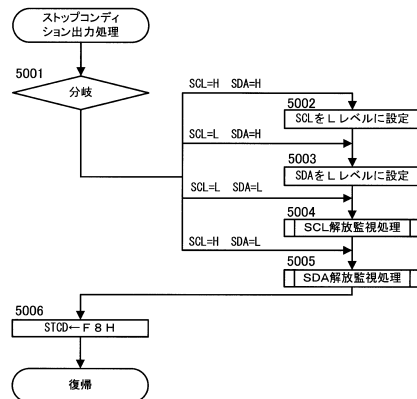 ストップコンディ
ション出力処理
5001
分岐
SCL=H SDA=H
5002
SCLをLレベルに設定
SCL=L SDA=H
5003
SDAをLレベルに設定
SCL=L SDA=L
5004
SCL解放監視処理
SCL=H SDA=L
5005
SDA解放監視処理
5006
STCD←F8H
復帰